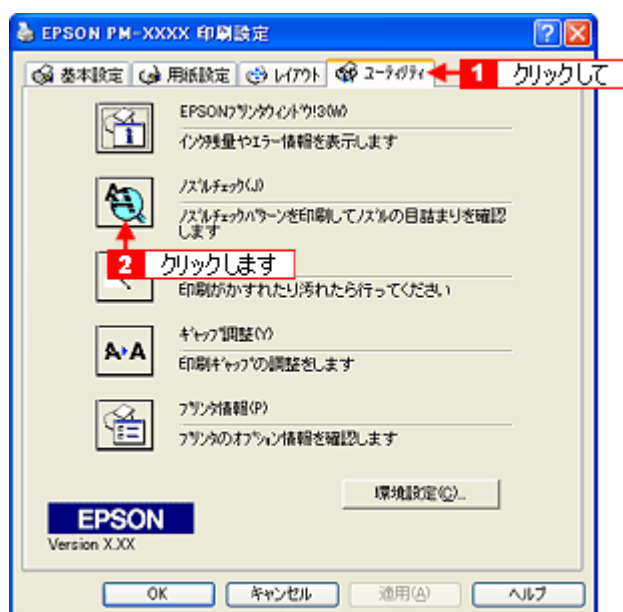 EPSON PM-XXXX 印刷設定
基本設定 用紙設定 レイアウト ユーティリティ 1 クリックして
EPSONプリンタウィンドウ!3(W)
インク残量やエラー情報を表示します
ノズルチェック(J)
ノズルチェックパターンを印刷してノズルの目詰まりを確認
します
2 クリックします
印刷がかすれたり汚れたら行ってください
ギャップ調整(Y)
印刷ギャップの調整をします
プリンタ情報(P)
プリンタのオプション情報を確認します
環境設定(C)...
EPSON
Version X.XX
OK キャンセル 適用(A) ヘルプ